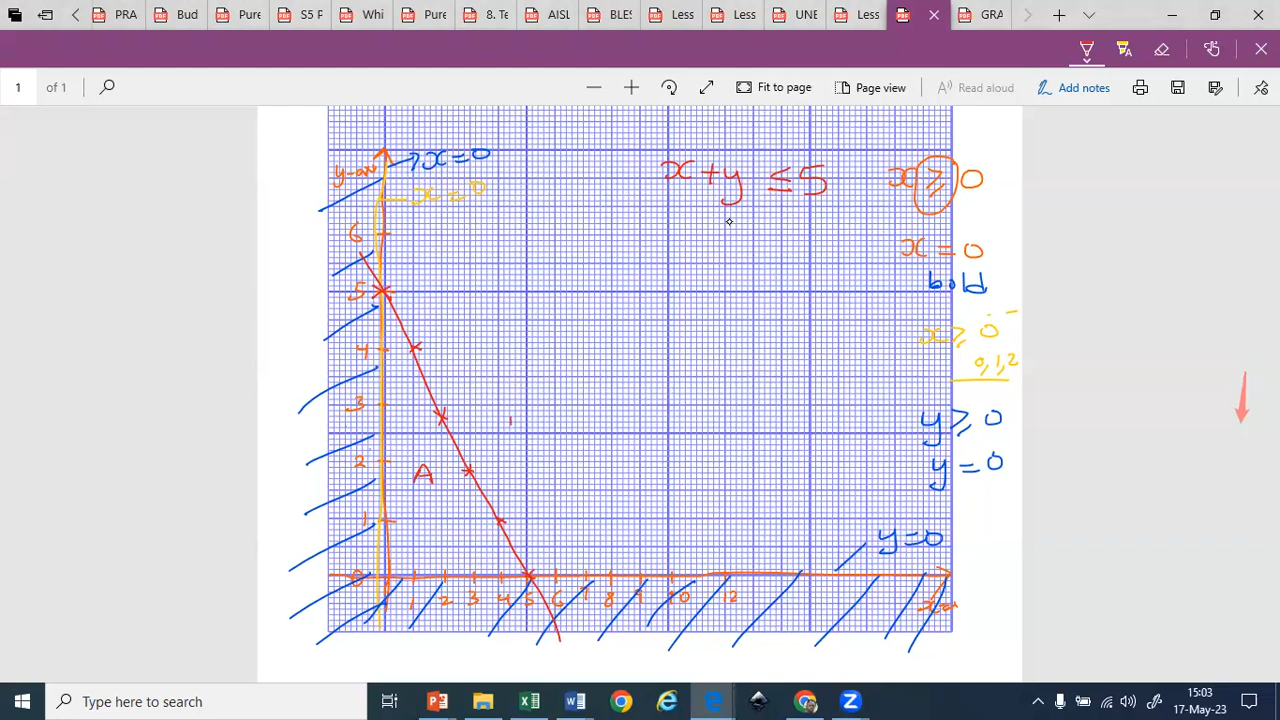 PRA
Bud
Pure
S5 P
Whi
Pure
8. Te
AISL
BLES
Less
Less
UNE
Less
GRA
1 of 1
Fit to page
Page view
Read aloud
Add notes
x=0
y-ax
x=0
x+y ≤ 5
x ≥ 0
6
x = 0
bold
5
x ≥ 0
4
0, 1, 2
3
y ≥ 0
2
y = 0
A
1
y=0
0
1 2 3 4 5 6 7 8 9 10 12
Type here to search
15:03
17-May-23